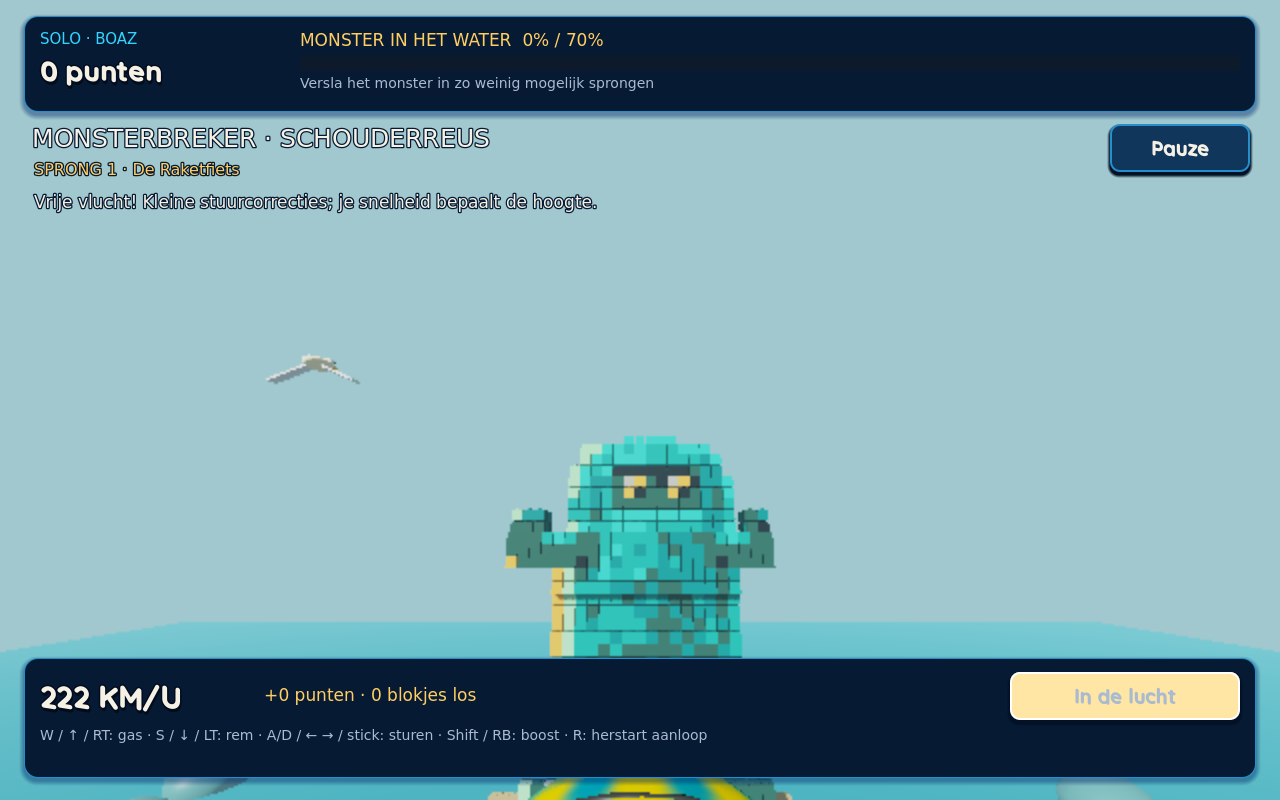 SOLO · BOAZ
0 punten
MONSTER IN HET WATER 0% / 70%
Versla het monster in zo weinig mogelijk sprongen
MONSTERBREKER · SCHOUDERREUS
SPRONG 1 · De Raketfiets
Vrije vlucht! Kleine stuurcorrecties; je snelheid bepaalt de hoogte.
Pauze
222 KM/U
+0 punten · 0 blokjes los
In de lucht
W / ↑ / RT: gas · S / ↓ / LT: rem · A/D / ← → / stick: sturen · Shift / RB: boost · R: herstart aanloop